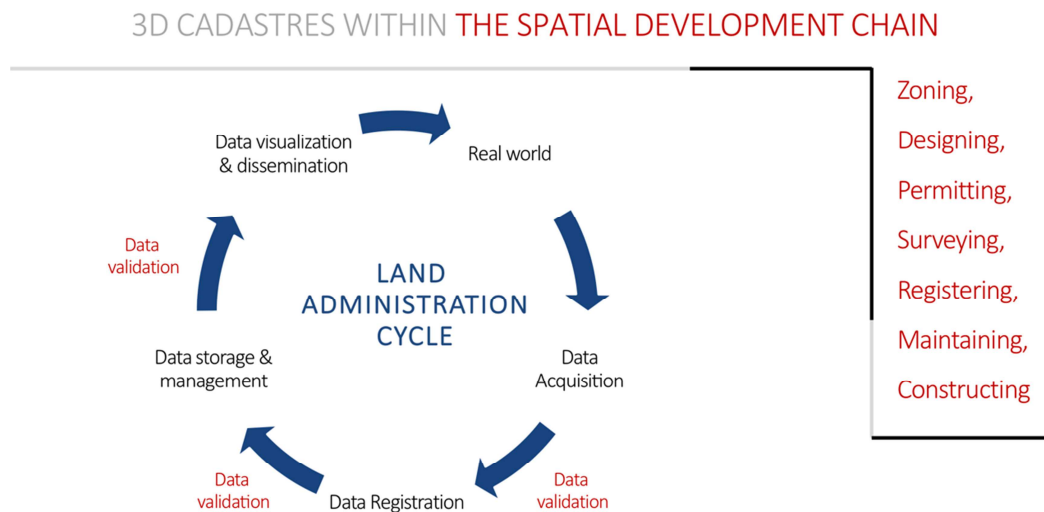 3D CADASTRES WITHIN THE SPATIAL DEVELOPMENT CHAIN
Data visualization
& dissemination
Real world
Data
validation
LAND
ADMINISTRATION
CYCLE
Data storage &
management
Data
Acquisition
Data
validation
Data Registration
Data
validation
Zoning,
Designing,
Permitting,
Surveying,
Registering,
Maintaining,
Constructing